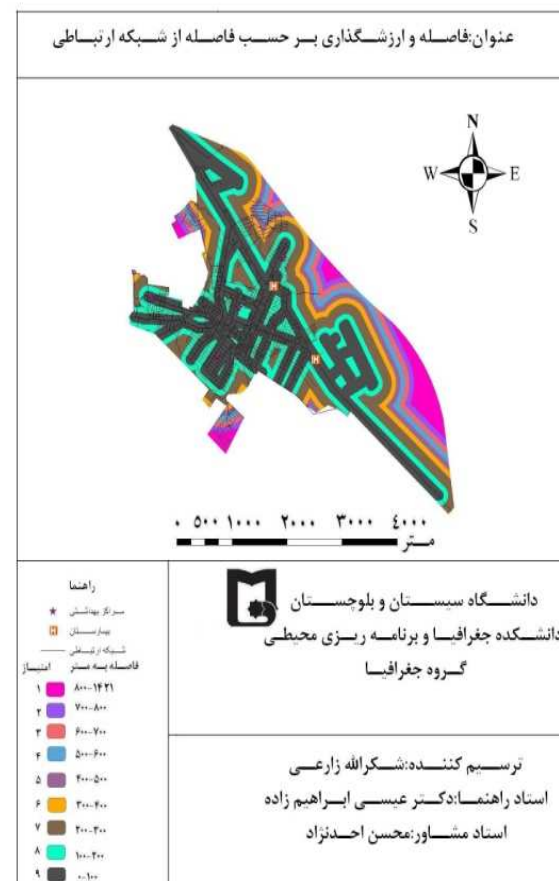 عنوان:فاصله و ارزشگذاری بر حسب فاصله از شبکه ارتباطی
N
W E
S
۰ ۵۰۰ ۱۰۰۰ ۲۰۰۰ ۳۰۰۰ ٤۰۰۰
متر
H
H
راهنما
مراکز بهداشتی
H بیمارستان
شبکه ارتباطی
فاصله به متر امتیاز
۸۰۰-۱۴۲۱ ۱
۷۰۰-۸۰۰ ۲
۶۰۰-۷۰۰ ۳
۵۰۰-۶۰۰ ۴
۴۰۰-۵۰۰ ۵
۳۰۰-۴۰۰ ۶
۲۰۰-۳۰۰ ۷
۱۰۰-۲۰۰ ۸
۰-۱۰۰ ۹
دانشگاه سیستان و بلوچستان
دانشکده جغرافیا و برنامه ریزی محیطی
گروه جغرافیا
ترسیم کننده:شکرالله زارعی
استاد راهنما:دکتر عیسی ابراهیم زاده
استاد مشاور:محسن احدنژاد